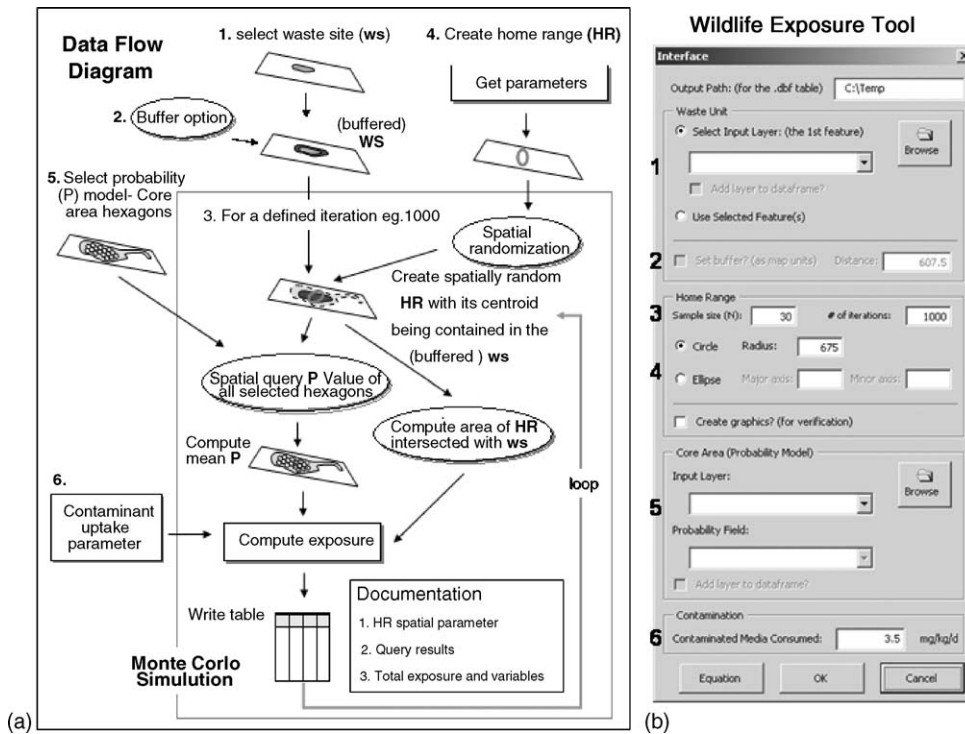 Data Flow
Diagram
1. select waste site (ws)
4. Create home range (HR)
Get parameters
2. Buffer option
(buffered)
WS
5. Select probability
(P) model- Core
area hexagons
3. For a defined iteration eg.1000
Spatial
randomization
Create spatially random
HR with its centroid
being contained in the
(buffered ) ws
Spatial query P Value of
all selected hexagons
Compute area of HR
intersected with ws
Compute
mean P
loop
6.
Contaminant
uptake
parameter
Compute exposure
Write table
Documentation
1. HR spatial parameter
2. Query results
3. Total exposure and variables
Monte Corlo
Simulution
(a)
Wildlife Exposure Tool
Interface
Output Path: (for the .dbf table) C:\Temp
Waste Unit
Select Input Layer: (the 1st feature)
Browse
1
Add layer to dataframe?
Use Selected Feature(s)
2 Set buffer? (as map units) Distance: 607.5
Home Range
3 Sample size (N): 30 # of iterations: 1000
Circle Radius: 675
4
Ellipse Major axis: Minor axis:
Create graphics? (for verification)
Core Area (Probability Model)
Input Layer:
Browse
5
Probability Field:
Add layer to dataframe?
Contamination
6 Contaminated Media Consumed: 3.5 mg/kg/d
Equation OK Cancel
(b)